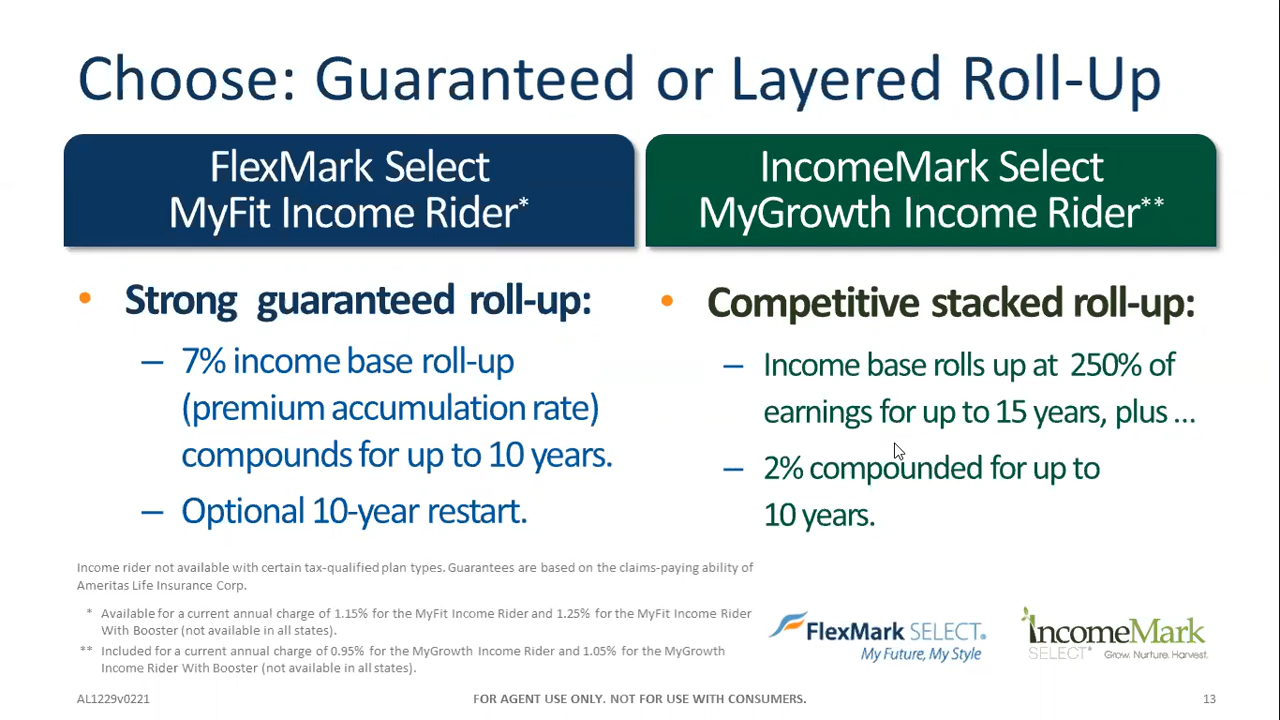 Choose: Guaranteed or Layered Roll-Up
FlexMark Select
MyFit Income Rider*
• Strong guaranteed roll-up:
– 7% income base roll-up
(premium accumulation rate)
compounds for up to 10 years.
– Optional 10-year restart.
IncomeMark Select
MyGrowth Income Rider**
• Competitive stacked roll-up:
– Income base rolls up at 250% of
earnings for up to 15 years, plus ...
– 2% compounded for up to
10 years.
Income rider not available with certain tax-qualified plan types. Guarantees are based on the claims-paying ability of
Ameritas Life Insurance Corp.
* Available for a current annual charge of 1.15% for the MyFit Income Rider and 1.25% for the MyFit Income Rider
With Booster (not available in all states).
** Included for a current annual charge of 0.95% for the MyGrowth Income Rider and 1.05% for the MyGrowth
Income Rider With Booster (not available in all states).
FlexMark SELECT®
My Future, My Style
IncomeMark
SELECT® Grow. Nurture. Harvest.
AL1229v0221
FOR AGENT USE ONLY. NOT FOR USE WITH CONSUMERS.
13